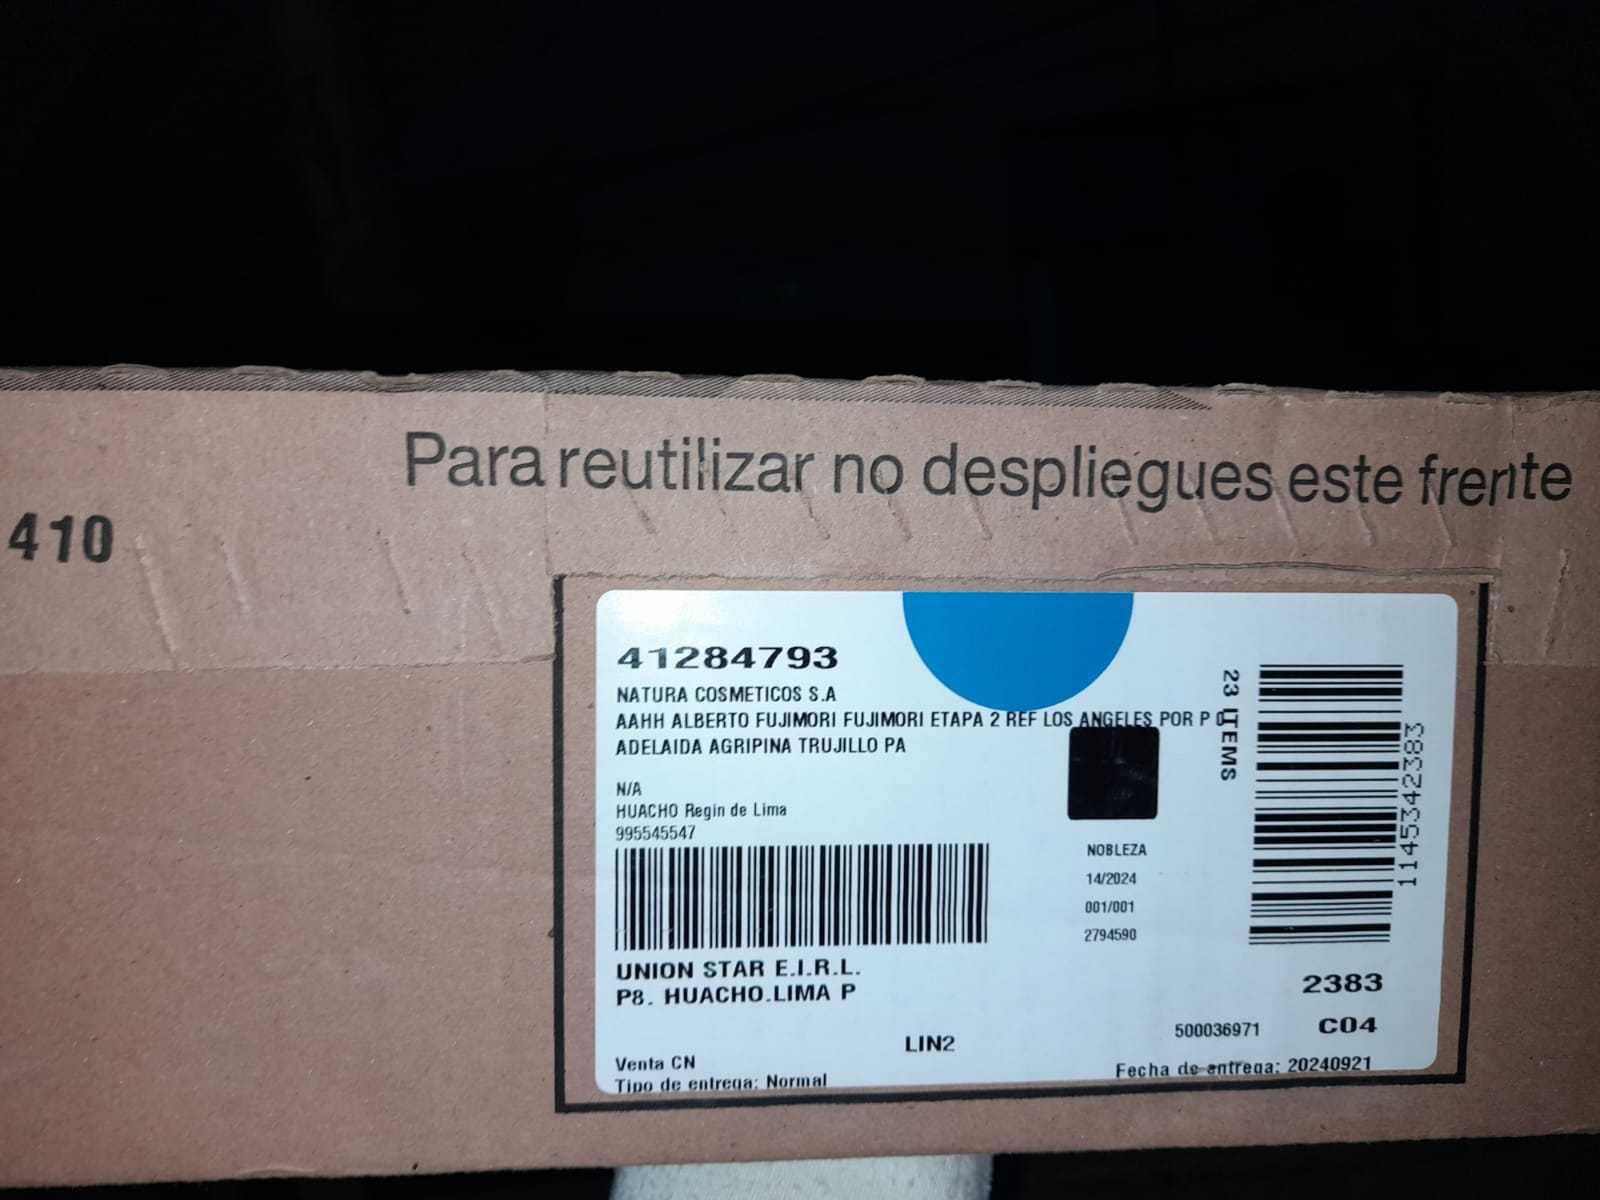 Para reutilizar no despliegues este frente
410
41284793
NATURA COSMETICOS S.A
AAHH ALBERTO FUJIMORI FUJIMORI ETAPA 2 REF LOS ANGELES POR P
ADELAIDA AGRIPINA TRUJILLO PA
N/A
HUACHO Regin de Lima
995545547
UNION STAR E.I.R.L.
P8. HUACHO.LIMA P
LIN2
Venta CN
Tipo de entrega: Normal
23 ITEMS
1145342383
NOBLEZA
14/2024
001/001
2794590
2383
500036971
C04
Fecha de entrega: 20240921